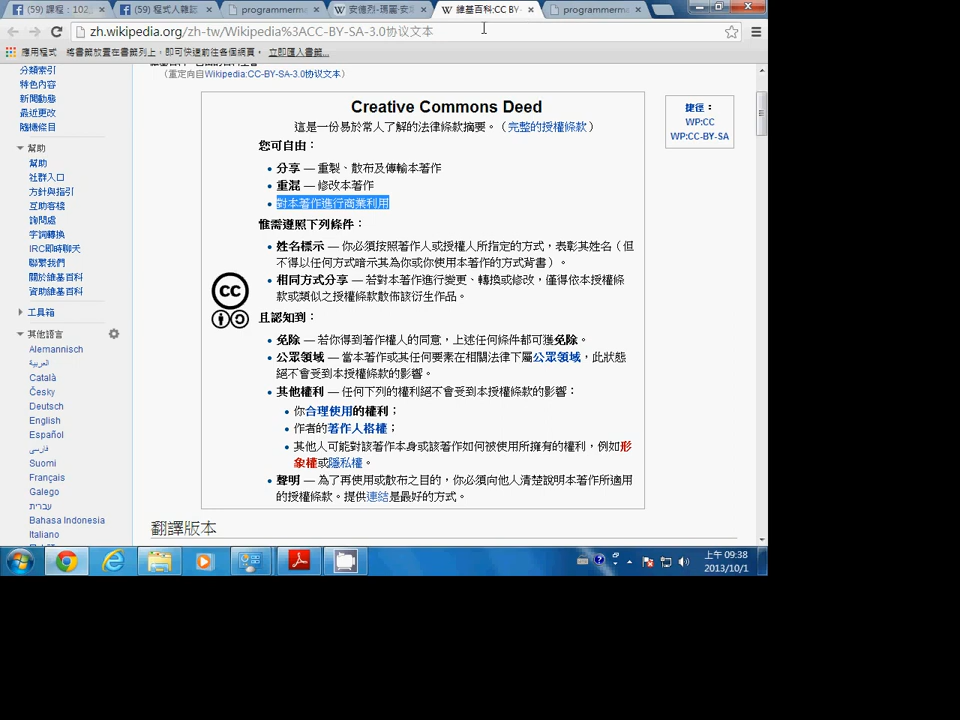 (59) 課程：102
(59) 程式人雜誌
programmerm
安德烈-瑪麗·安
維基百科:CC BY-
programmerm
zh.wikipedia.org/zh-tw/Wikipedia%3ACC-BY-SA-3.0协议文本
應用程式 將書籤放置在書籤列上，即可快速前往各個網頁。 立即匯入書籤...
（重定向自Wikipedia:CC-BY-SA-3.0协议文本）
分類索引
特色內容
新聞動態
最近更改
隨機條目
幫助
幫助
社群入口
方針與指引
互助客棧
詢問處
字詞轉換
IRC即時聊天
聯繫我們
關於維基百科
資助維基百科
工具箱
其他語言
Alemannisch
العربية
Català
Česky
Deutsch
English
Español
فارسی
Suomi
Français
Galego
עברית
Bahasa Indonesia
Italiano
Creative Commons Deed
這是一份易於常人了解的法律條款摘要。（完整的授權條款）
您可自由：
分享 — 重製、散布及傳輸本著作
重混 — 修改本著作
對本著作進行商業利用
惟需遵照下列條件：
姓名標示 — 你必須按照著作人或授權人所指定的方式，表彰其姓名（但
不得以任何方式暗示其為你或你使用本著作的方式背書）。
相同方式分享 — 若對本著作進行變更、轉換或修改，僅得依本授權條
款或類似之授權條款散佈該衍生作品。
且認知到：
免除 — 若你得到著作權人的同意，上述任何條件都可獲免除。
公眾領域 — 當本著作或其任何要素在相關法律下屬公眾領域，此狀態
絕不會受到本授權條款的影響。
其他權利 — 任何下列的權利絕不會受到本授權條款的影響：
你合理使用的權利；
作者的著作人格權；
其他人可能對該著作本身或該著作如何被使用所擁有的權利，例如形
象權或隱私權。
聲明 — 為了再使用或散布之目的，你必須向他人清楚說明本著作所適用
的授權條款。提供連結是最好的方式。
cc
捷徑：
WP:CC
WP:CC-BY-SA
翻譯版本
上午 09:38
2013/10/1